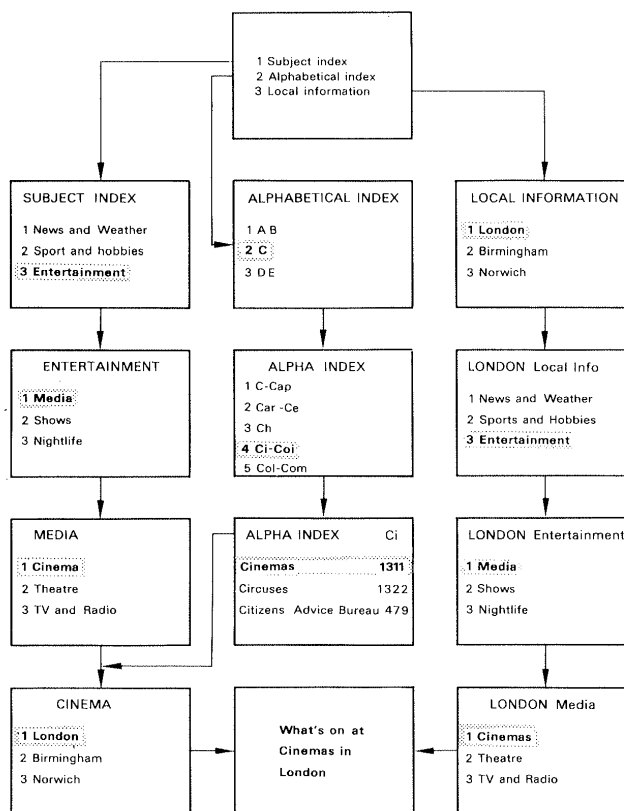 1 Subject index
2 Alphabetical index
3 Local information
SUBJECT INDEX
1 News and Weather
2 Sport and hobbies
3 Entertainment
ALPHABETICAL INDEX
1 A B
2 C
3 D E
LOCAL INFORMATION
1 London
2 Birmingham
3 Norwich
ENTERTAINMENT
1 Media
2 Shows
3 Nightlife
ALPHA INDEX
1 C-Cap
2 Car-Ce
3 Ch
4 Ci-Coi
5 Col-Com
LONDON Local Info
1 News and Weather
2 Sports and Hobbies
3 Entertainment
MEDIA
1 Cinema
2 Theatre
3 TV and Radio
ALPHA INDEX Ci
Cinemas 1311
Circuses 1322
Citizens Advice Bureau 479
LONDON Entertainment
1 Media
2 Shows
3 Nightlife
CINEMA
1 London
2 Birmingham
3 Norwich
What's on at
Cinemas in
London
LONDON Media
1 Cinemas
2 Theatre
3 TV and Radio